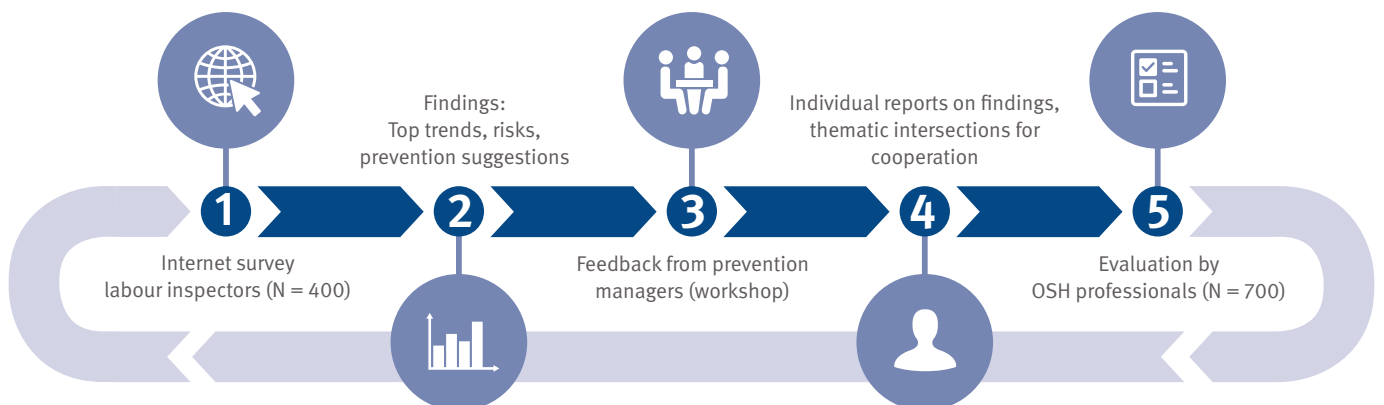 1
Internet survey
labour inspectors (N = 400)
Findings:
Top trends, risks,
prevention suggestions
2
3
Feedback from prevention
managers (workshop)
Individual reports on findings,
thematic intersections for
cooperation
4
5
Evaluation by
OSH professionals (N = 700)